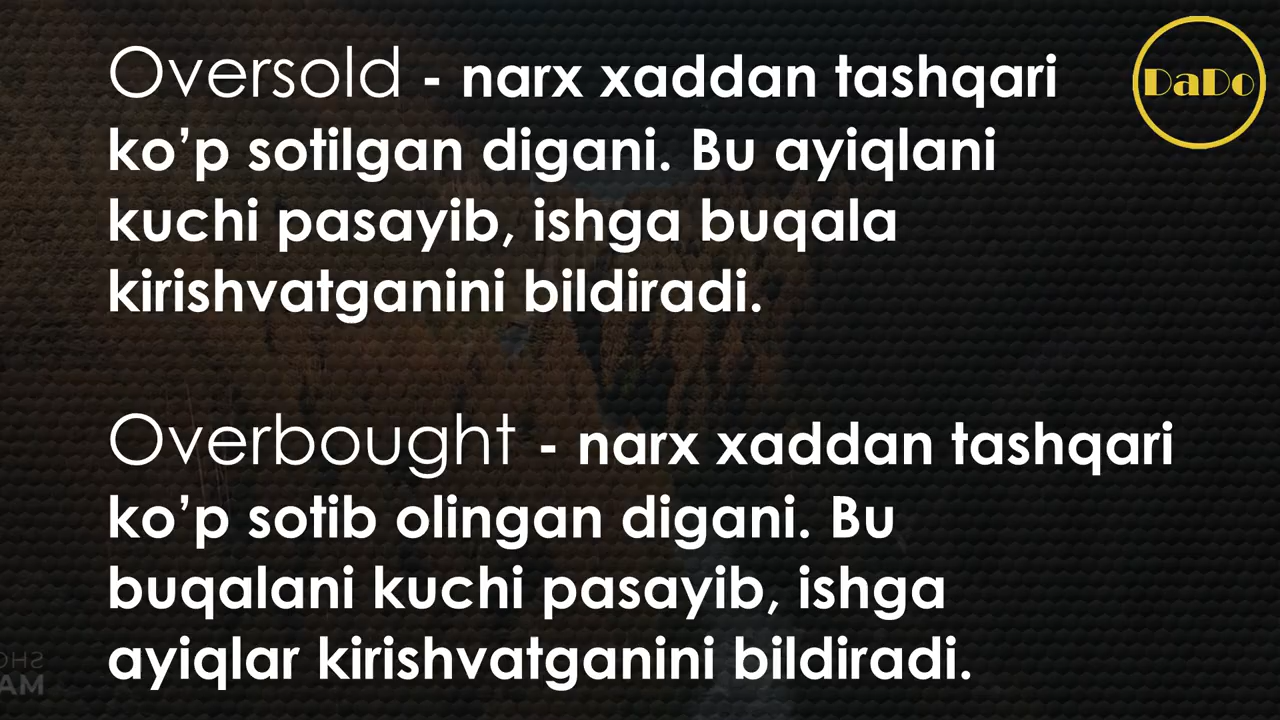 Oversold - narx xaddan tashqari
ko’p sotilgan digani. Bu ayiqlani
kuchi pasayib, ishga buqala
kirishvatganini bildiradi.
Overbought - narx xaddan tashqari
ko’p sotib olingan digani. Bu
buqalani kuchi pasayib, ishga
ayiqlar kirishvatganini bildiradi.
DaDo